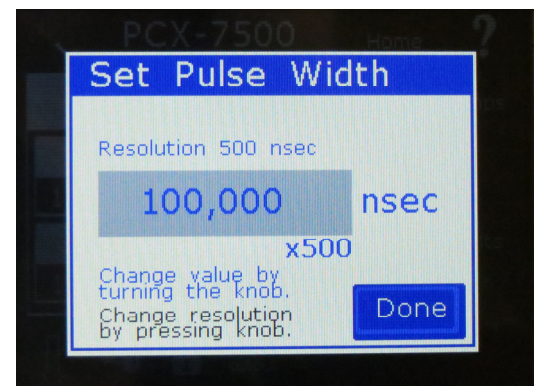 PCX-7500
Home
?
Set Pulse Width
Resolution 500 nsec
100,000 nsec
x500
Change value by
turning the knob.
Change resolution
by pressing knob.
Done